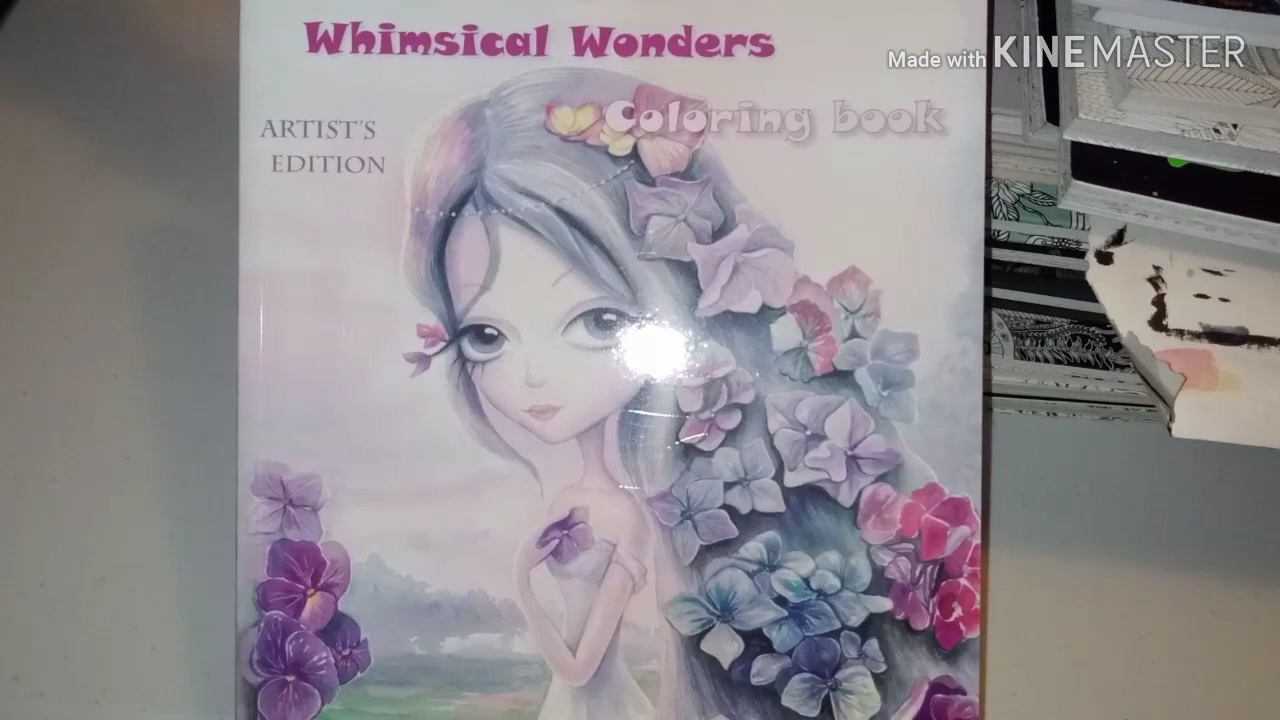 Whimsical Wonders
Made with KINEMASTER
Coloring book
ARTIST'S
EDITION